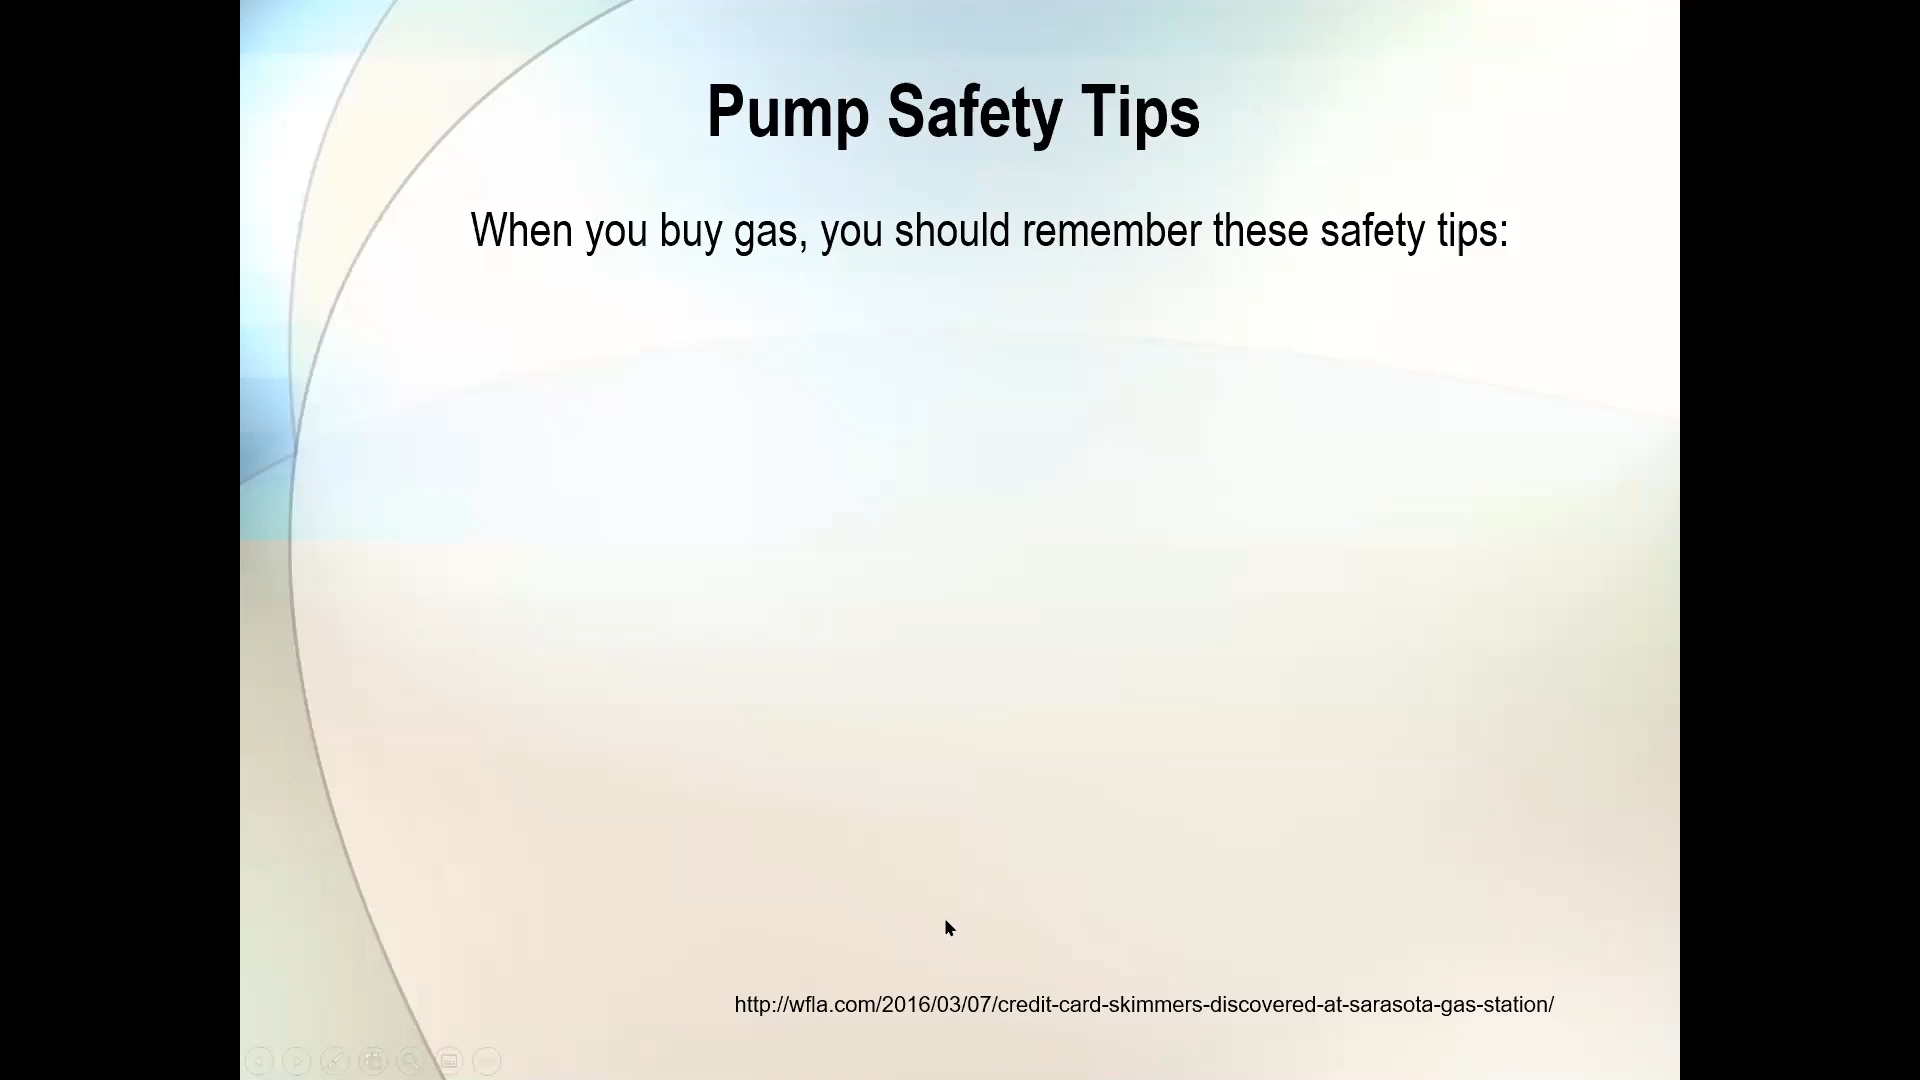 Pump Safety Tips
When you buy gas, you should remember these safety tips:
http://wfla.com/2016/03/07/credit-card-skimmers-discovered-at-sarasota-gas-station/